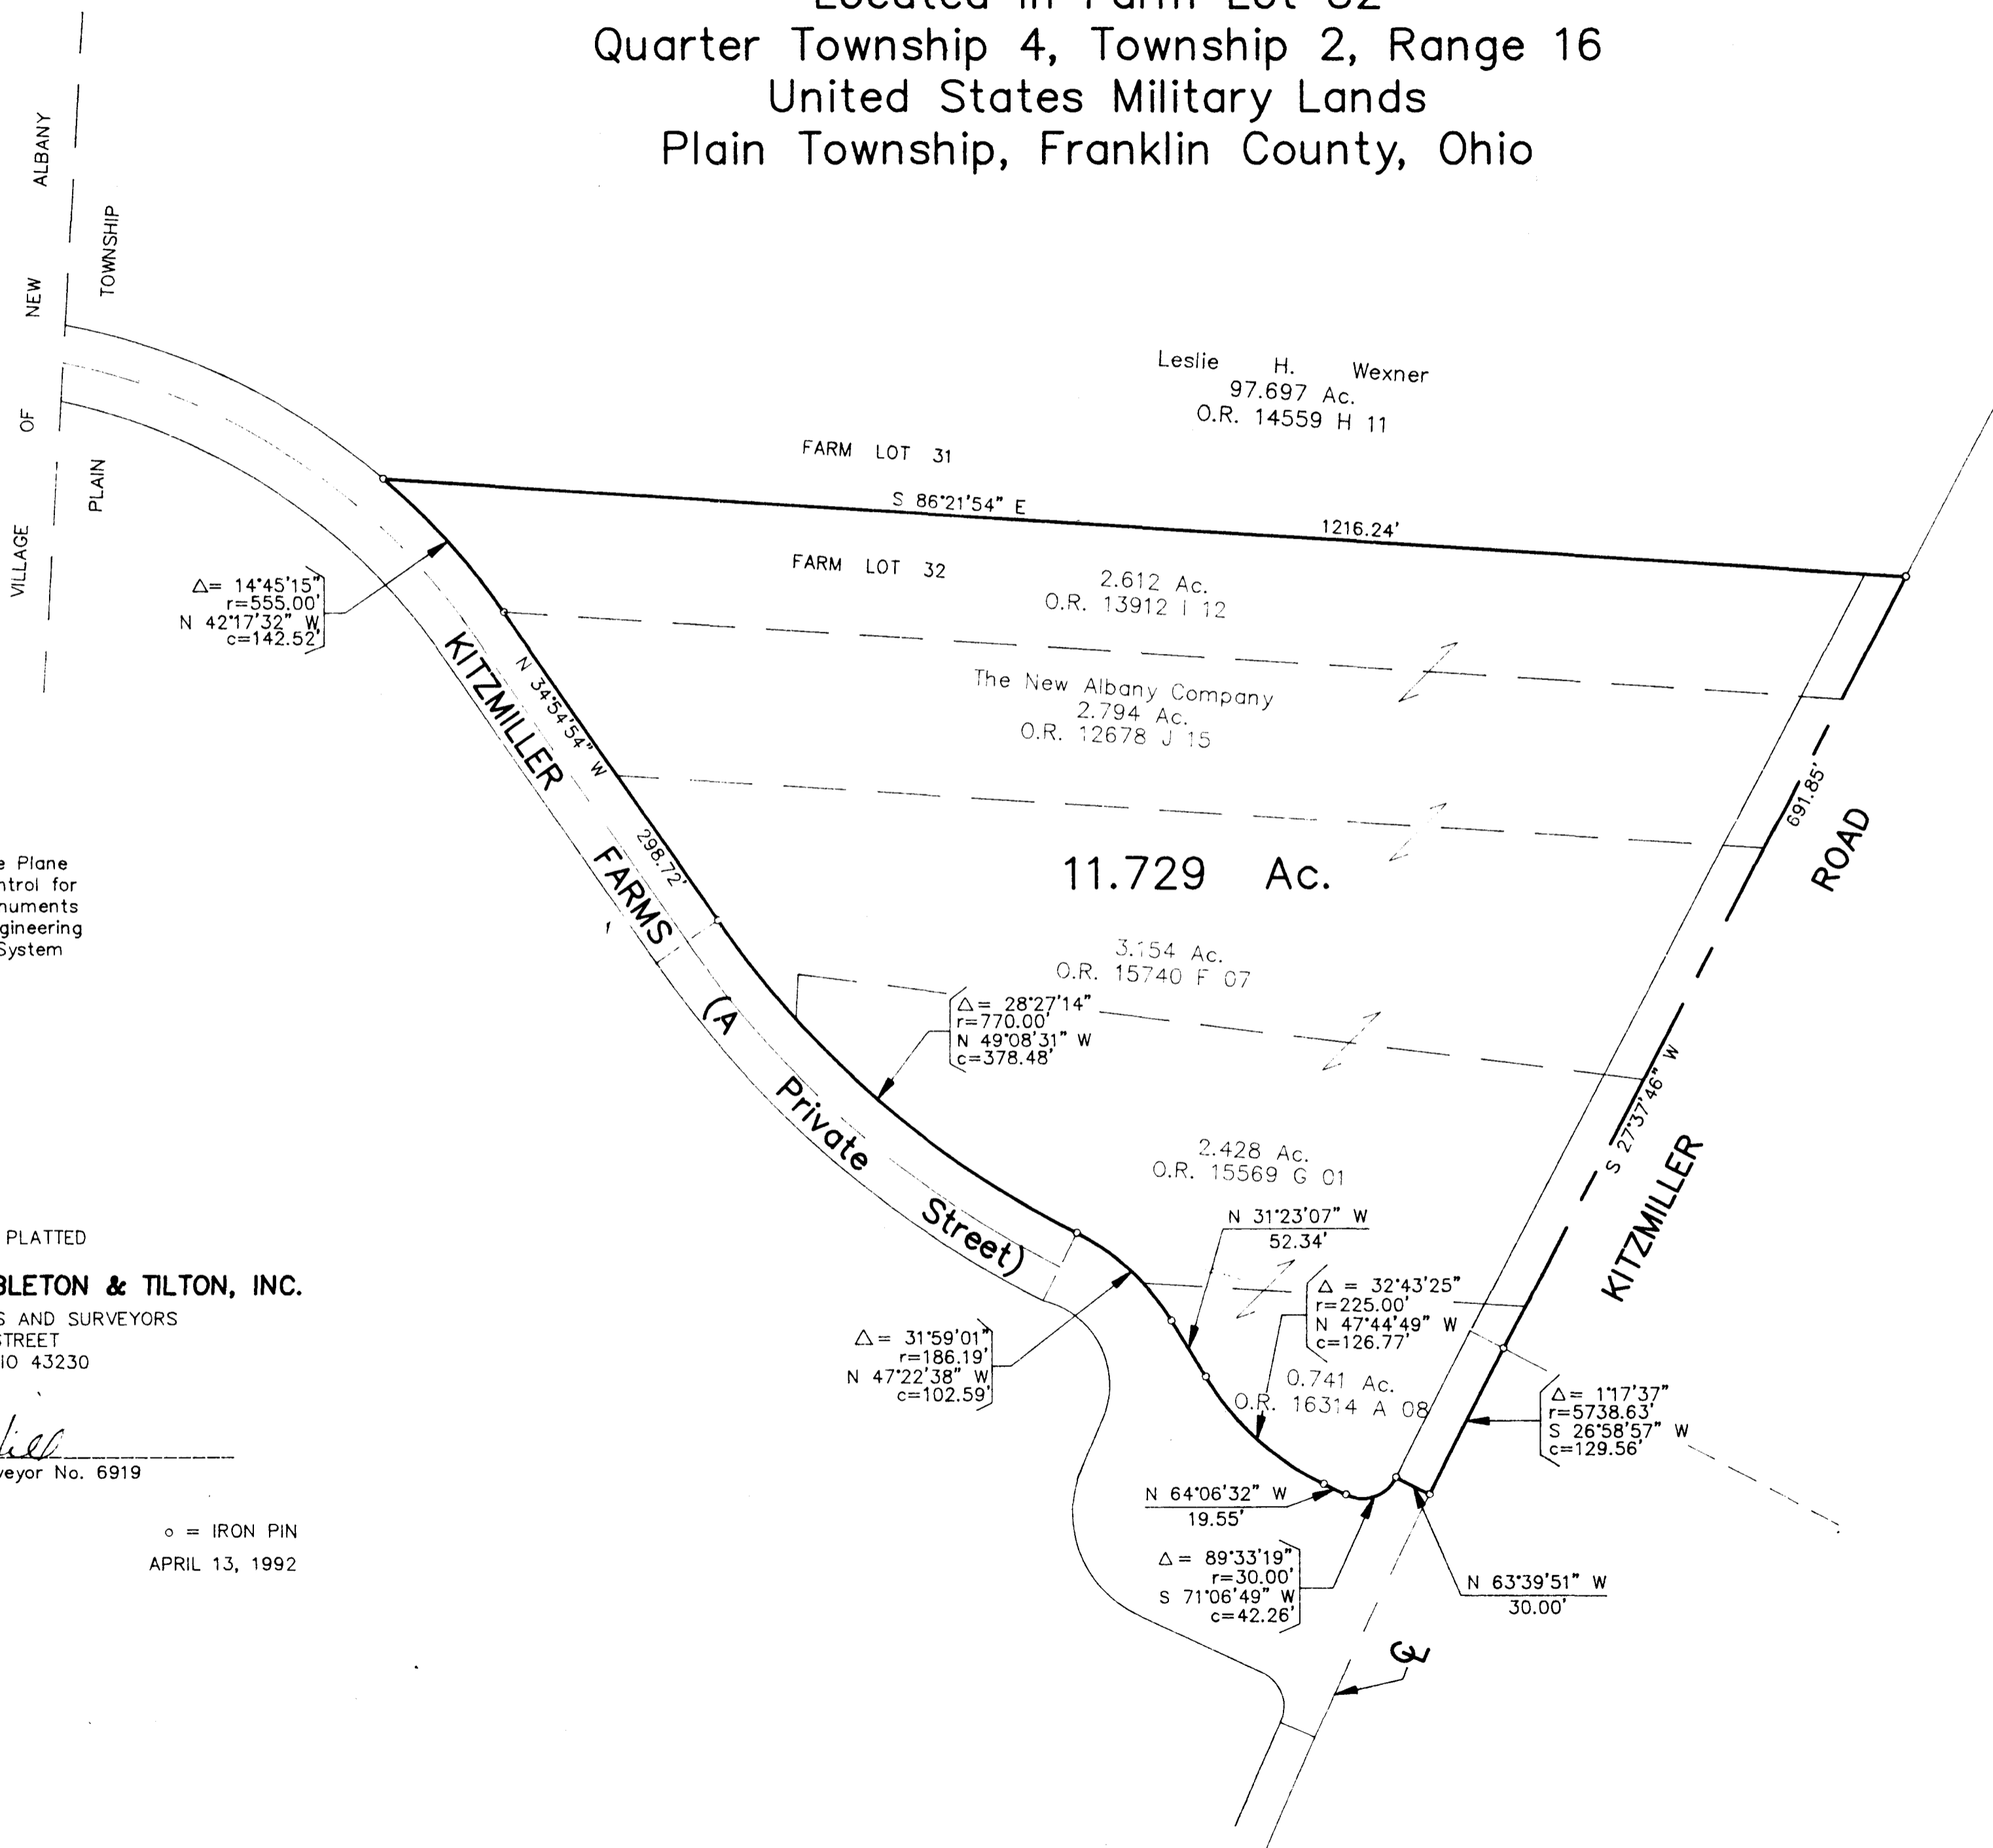 Quarter Township 4, Township 2, Range 16
United States Military Lands
Plain Township, Franklin County, Ohio
VILLAGE OF NEW ALBANY
PLAIN TOWNSHIP
Leslie H. Wexner
97.697 Ac.
O.R. 14559 H 11
FARM LOT 31
S 86°21'54" E
1216.24'
FARM LOT 32
2.612 Ac.
O.R. 13912 I 12
Δ= 14°45'15"
r=555.00'
N 42°17'32" W
c=142.52'
N 34°54'54" W
298.72'
The New Albany Company
2.794 Ac.
O.R. 12678 J 15
KITZMILLER FARMS (A Private Street)
11.729 Ac.
691.85'
S 27°37'46" W
KITZMILLER ROAD
Plane
for
System
3.154 Ac.
O.R. 15740 F 07
Δ= 28°27'14"
r=770.00'
N 49°08'31" W
c=378.48'
2.428 Ac.
O.R. 15569 G 01
N 31°23'07" W
52.34'
Δ = 32°43'25"
r=225.00'
N 47°44'49" W
c=126.77'
Δ= 31°59'01"
r=186.19'
N 47°22'38" W
c=102.59'
0.741 Ac.
O.R. 16314 A 08
Δ= 1°17'37"
r=5738.63'
S 26°58'57" W
c=129.56'
N 64°06'32" W
19.55'
Δ= 89°33'19"
r=30.00'
S 71°06'49" W
c=42.26'
N 63°39'51" W
30.00'
PLATTED
BLETON & TILTON, INC.
S AND SURVEYORS
STREET
IO 43230
veyor No. 6919
o = IRON PIN
APRIL 13, 1992